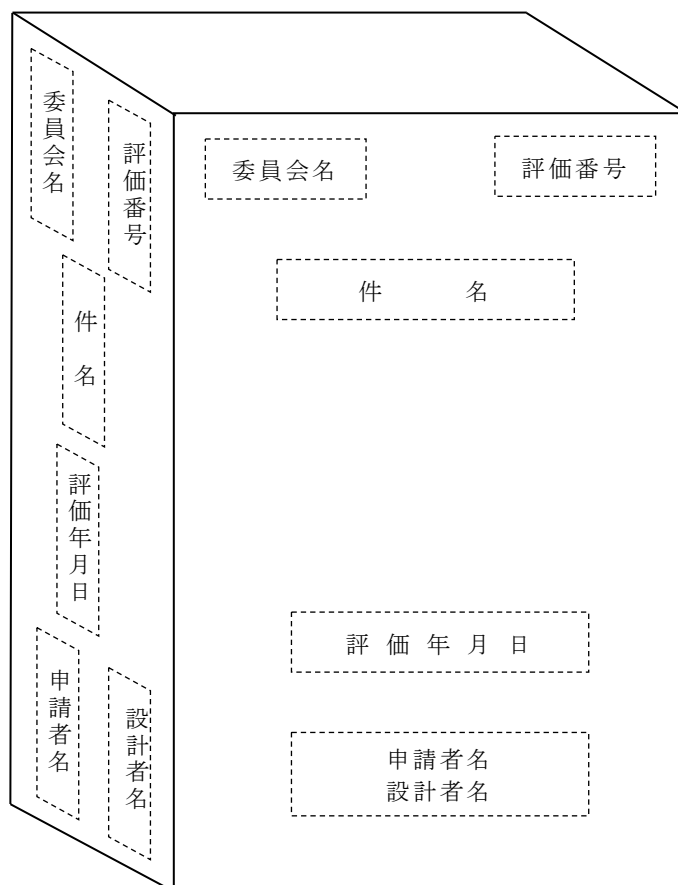 委員会名
評価番号
件名
評価年月日
申請者名
設計者名
委員会名
評価番号
件　　　名
評 価 年 月 日
申請者名
設計者名